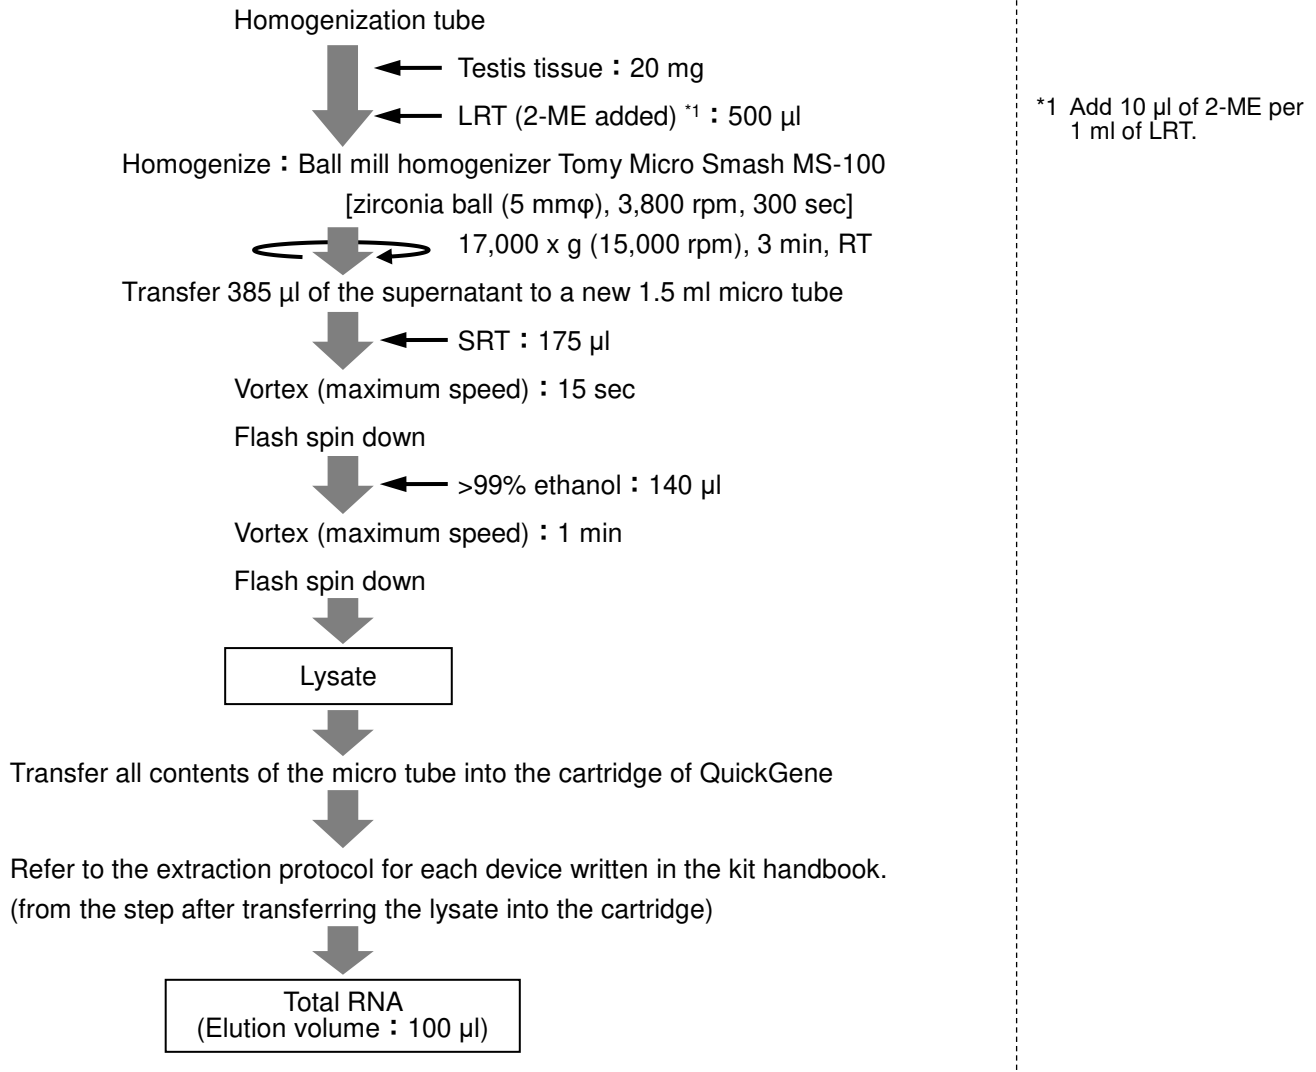 Homogenization tube
Testis tissue：20 mg
LRT (2-ME added) *1：500 µl
*1 Add 10 µl of 2-ME per
1 ml of LRT.
Homogenize：Ball mill homogenizer Tomy Micro Smash MS-100
[zirconia ball (5 mmφ), 3,800 rpm, 300 sec]
17,000 x g (15,000 rpm), 3 min, RT
Transfer 385 µl of the supernatant to a new 1.5 ml micro tube
SRT：175 µl
Vortex (maximum speed)：15 sec
Flash spin down
>99% ethanol：140 µl
Vortex (maximum speed)：1 min
Flash spin down
Lysate
Transfer all contents of the micro tube into the cartridge of QuickGene
Refer to the extraction protocol for each device written in the kit handbook.
(from the step after transferring the lysate into the cartridge)
Total RNA
(Elution volume：100 µl)